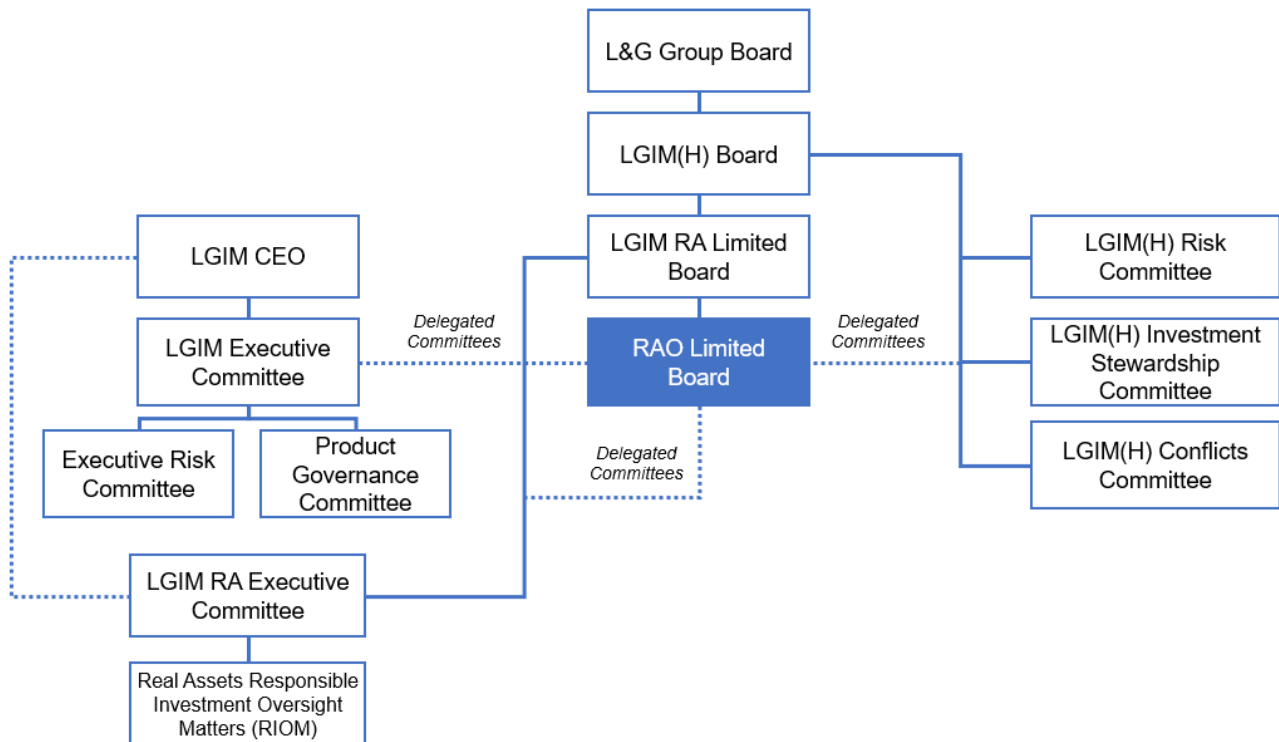 L&G Group Board
LGIM(H) Board
LGIM CEO
LGIM RA Limited
Board
LGIM(H) Risk
Committee
LGIM Executive
Committee
Delegated
Committees
RAO Limited
Board
Delegated
Committees
LGIM(H) Investment
Stewardship
Committee
Executive Risk
Committee
Product
Governance
Committee
Delegated
Committees
LGIM(H) Conflicts
Committee
LGIM RA Executive
Committee
Real Assets Responsible
Investment Oversight
Matters (RIOM)